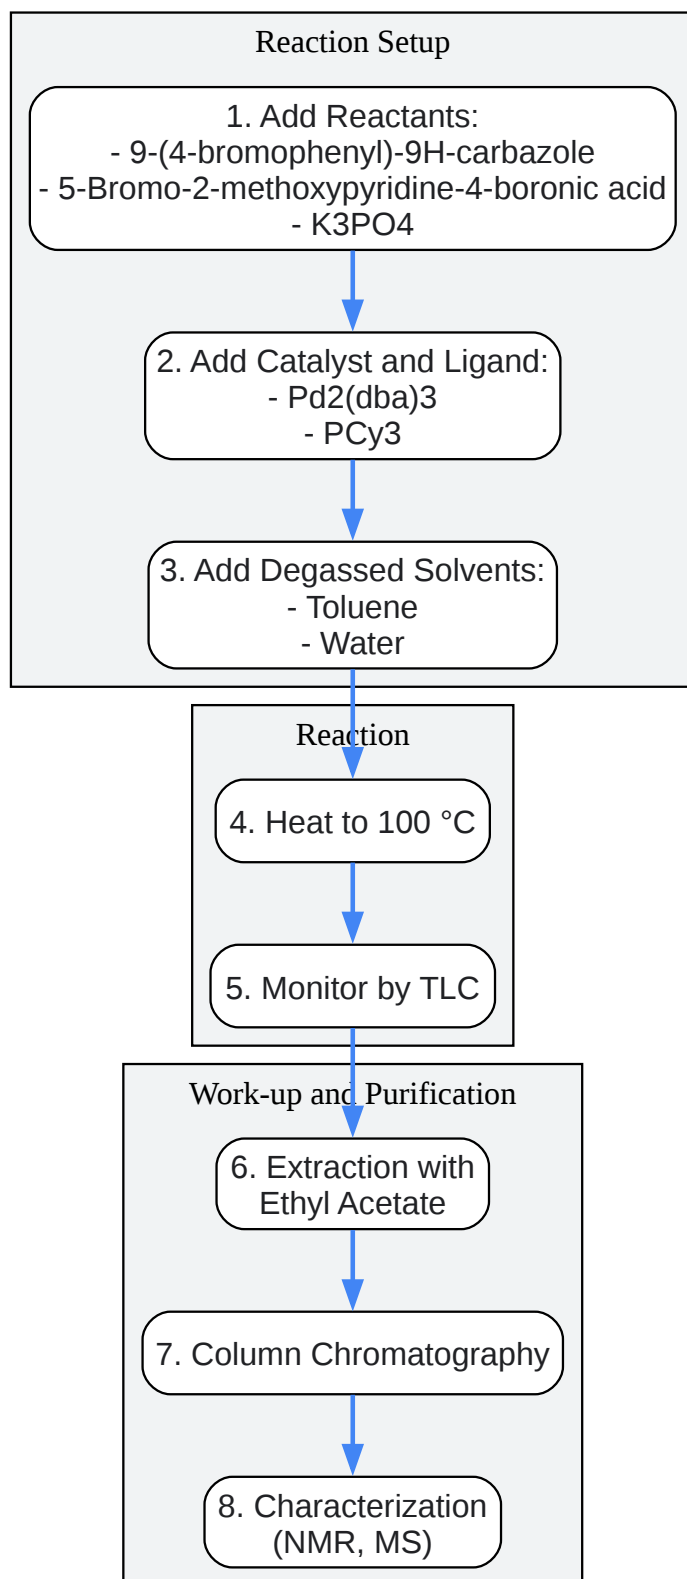 Reaction Setup
1. Add Reactants:
- 9-(4-bromophenyl)-9H-carbazole
- 5-Bromo-2-methoxypyridine-4-boronic acid
- K3PO4
2. Add Catalyst and Ligand:
- Pd2(dba)3
- PCy3
3. Add Degassed Solvents:
- Toluene
- Water
Reaction
4. Heat to 100 °C
5. Monitor by TLC
Work-up and Purification
6. Extraction with
Ethyl Acetate
7. Column Chromatography
8. Characterization
(NMR, MS)